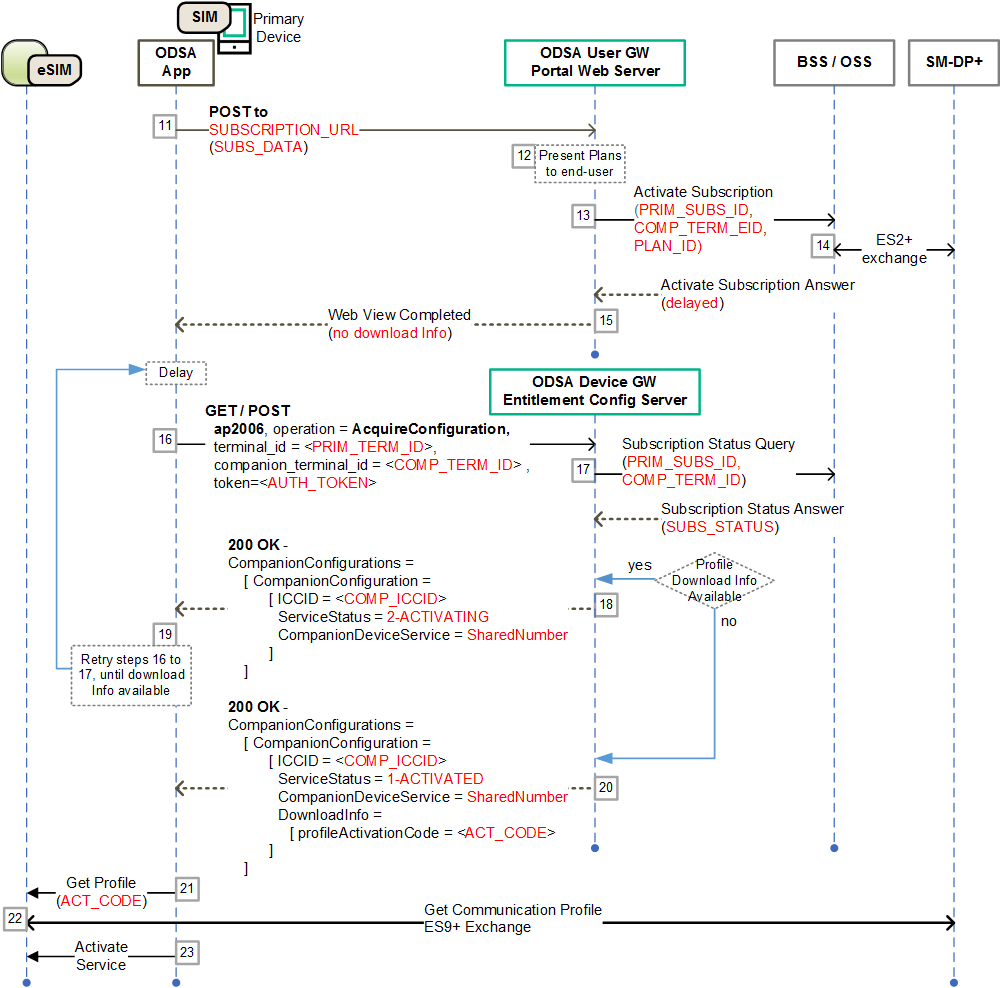 SIM
Primary
Device
eSIM
ODSA
App
ODSA User GW
Portal Web Server
BSS / OSS
SM-DP+
11
POST to
SUBSCRIPTION_URL
(SUBS_DATA)
12
Present Plans
to end-user
13
Activate Subscription
(PRIM_SUBS_ID,
COMP_TERM_EID,
PLAN_ID)
14
ES2+
exchange
Activate Subscription Answer
(delayed)
15
Web View Completed
(no download Info)
Delay
ODSA Device GW
Entitlement Config Server
16
GET / POST
ap2006, operation = AcquireConfiguration,
terminal_id = <PRIM_TERM_ID>,
companion_terminal_id = <COMP_TERM_ID> ,
token=<AUTH_TOKEN>
17
Subscription Status Query
(PRIM_SUBS_ID,
COMP_TERM_ID)
Subscription Status Answer
(SUBS_STATUS)
Profile
Download Info
Available
yes
no
18
200 OK -
CompanionConfigurations =
[ CompanionConfiguration =
[ ICCID = <COMP_ICCID>
ServiceStatus = 2-ACTIVATING
CompanionDeviceService = SharedNumber
]
]
19
Retry steps 16 to
17, until download
Info available
200 OK -
CompanionConfigurations =
[ CompanionConfiguration =
[ ICCID = <COMP_ICCID>
ServiceStatus = 1-ACTIVATED
CompanionDeviceService = SharedNumber
DownloadInfo =
[ profileActivationCode = <ACT_CODE>
]
]
20
21
Get Profile
(ACT_CODE)
22
Get Communication Profile
ES9+ Exchange
23
Activate
Service